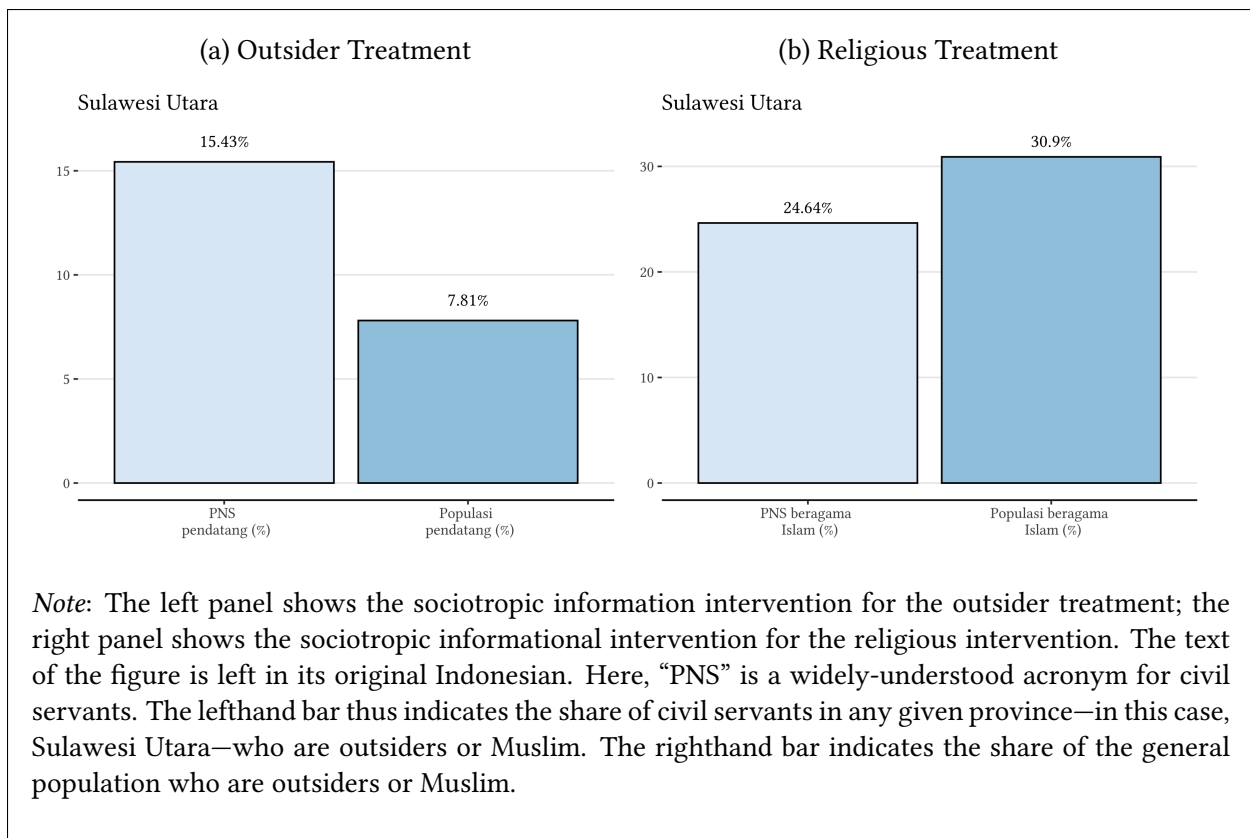 (a) Outsider Treatment
Sulawesi Utara
15.43%
7.81%
15
10
5
0
PNS
pendatang (%)
Populasi
pendatang (%)
(b) Religious Treatment
Sulawesi Utara
24.64%
30.9%
30
20
10
0
PNS beragama
Islam (%)
Populasi beragama
Islam (%)
Note: The left panel shows the sociotropic information intervention for the outsider treatment; the
right panel shows the sociotropic informational intervention for the religious intervention. The text
of the figure is left in its original Indonesian. Here, “PNS” is a widely-understood acronym for civil
servants. The lefthand bar thus indicates the share of civil servants in any given province—in this case,
Sulawesi Utara—who are outsiders or Muslim. The righthand bar indicates the share of the general
population who are outsiders or Muslim.